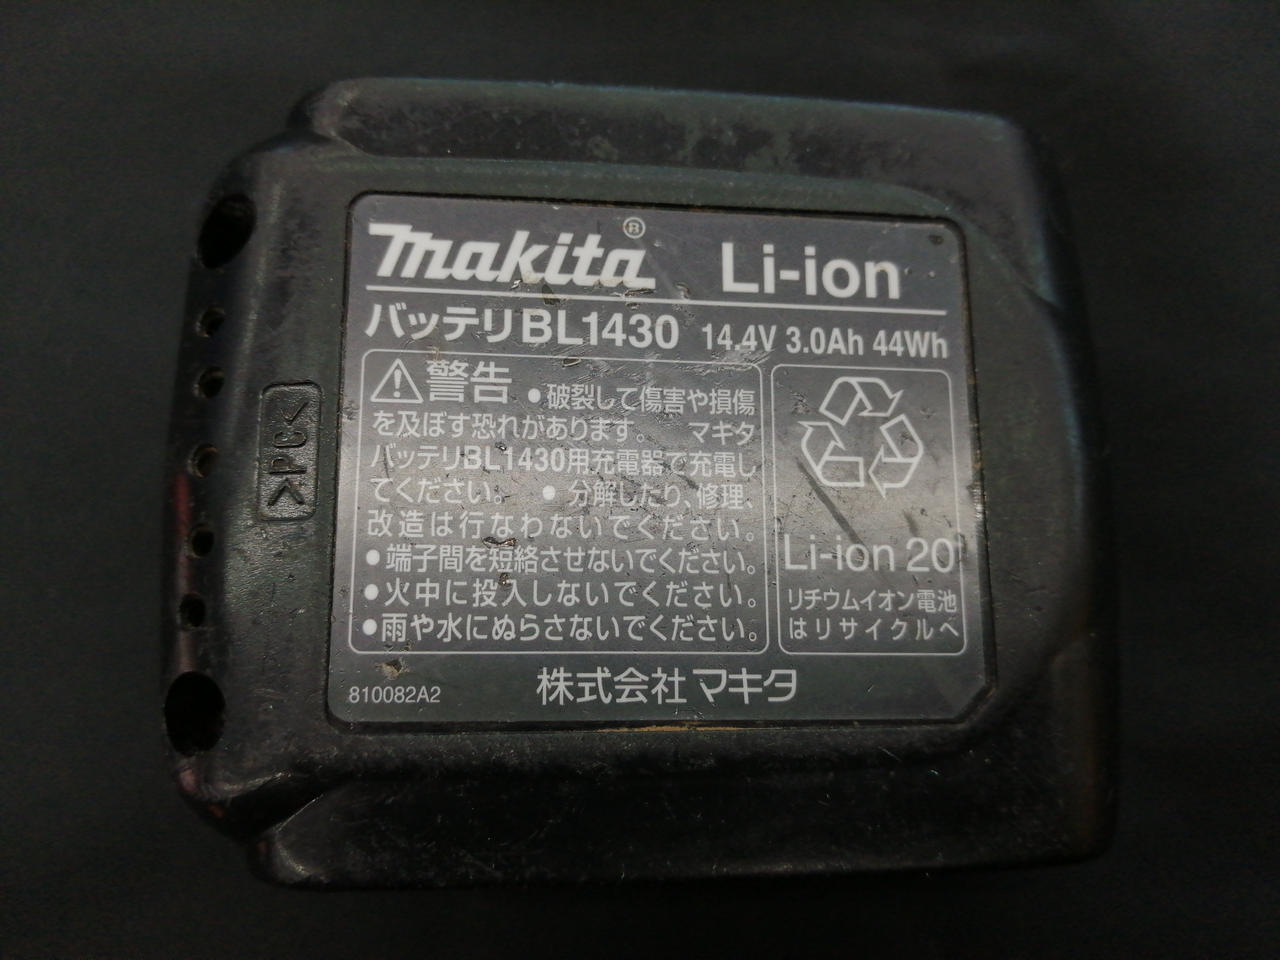 makita® Li-ion
バッテリBL1430 14.4V 3.0Ah 44Wh
警告 ●破裂して傷害や損傷
を及ぼす恐れがあります。 マキタ
バッテリBL1430用充電器で充電し
てください。 ●分解したり、修理、
改造は行なわないでください。
●端子間を短絡させないでください。
●火中に投入しないでください。
●雨や水にぬらさないでください。
Li-ion 20
リチウムイオン電池
はリサイクルへ
810082A2
株式会社マキタ
>PC<